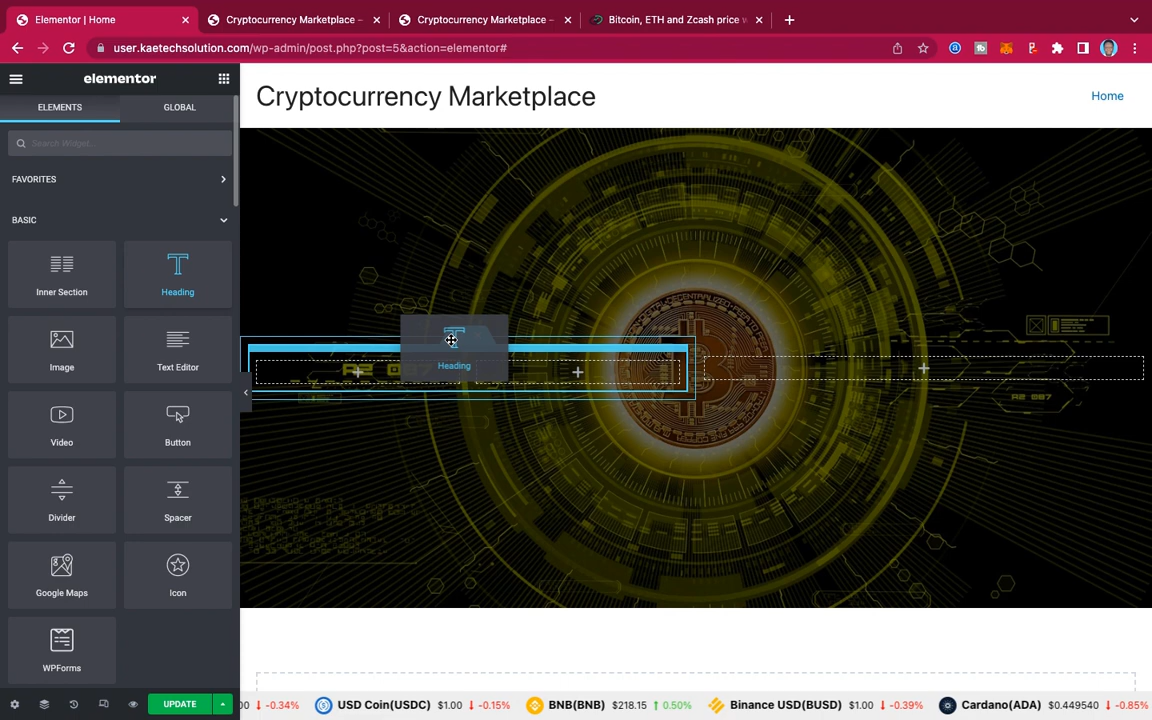 Elementor | Home
Cryptocurrency Marketplace –
Cryptocurrency Marketplace –
Bitcoin, ETH and Zcash price w
user.kaetechsolution.com/wp-admin/post.php?post=5&action=elementor#
elementor
ELEMENTS
GLOBAL
Search Widget...
FAVORITES
BASIC
Inner Section
Heading
Image
Text Editor
Video
Button
Divider
Spacer
Google Maps
Icon
WPForms
UPDATE
Cryptocurrency Marketplace
Home
Heading
00 -0.34% USD Coin(USDC) $1.00 -0.15% BNB(BNB) $218.15 0.50% Binance USD(BUSD) $1.00 -0.39% Cardano(ADA) $0.449540 -0.85%